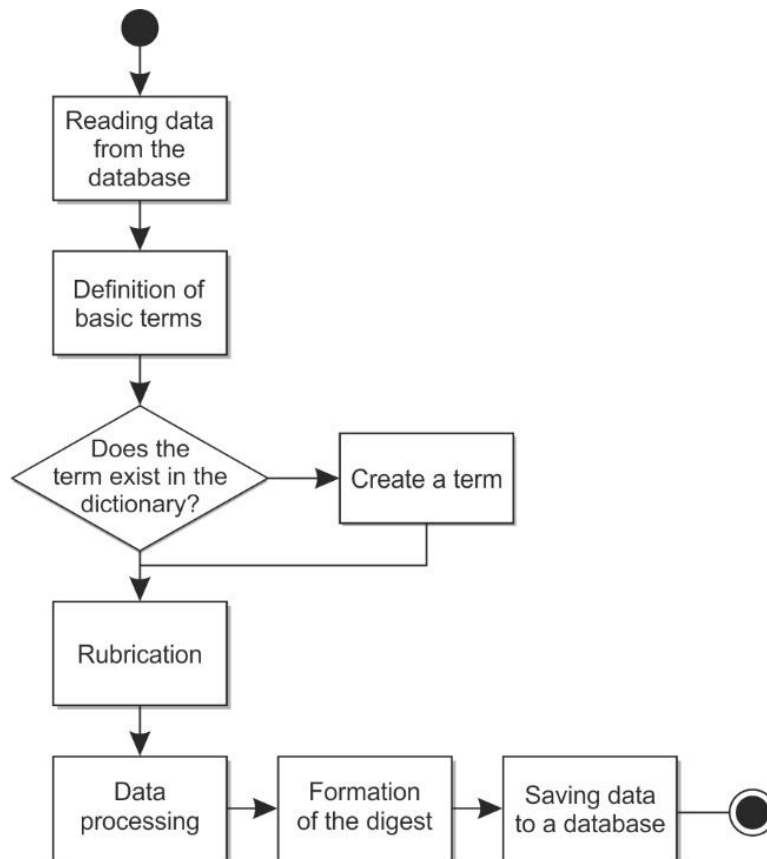 Reading data
from the
database
Definition of
basic terms
Does the
term exist in the
dictionary?
Create a term
Rubrication
Data
processing
Formation
of the digest
Saving data
to a database